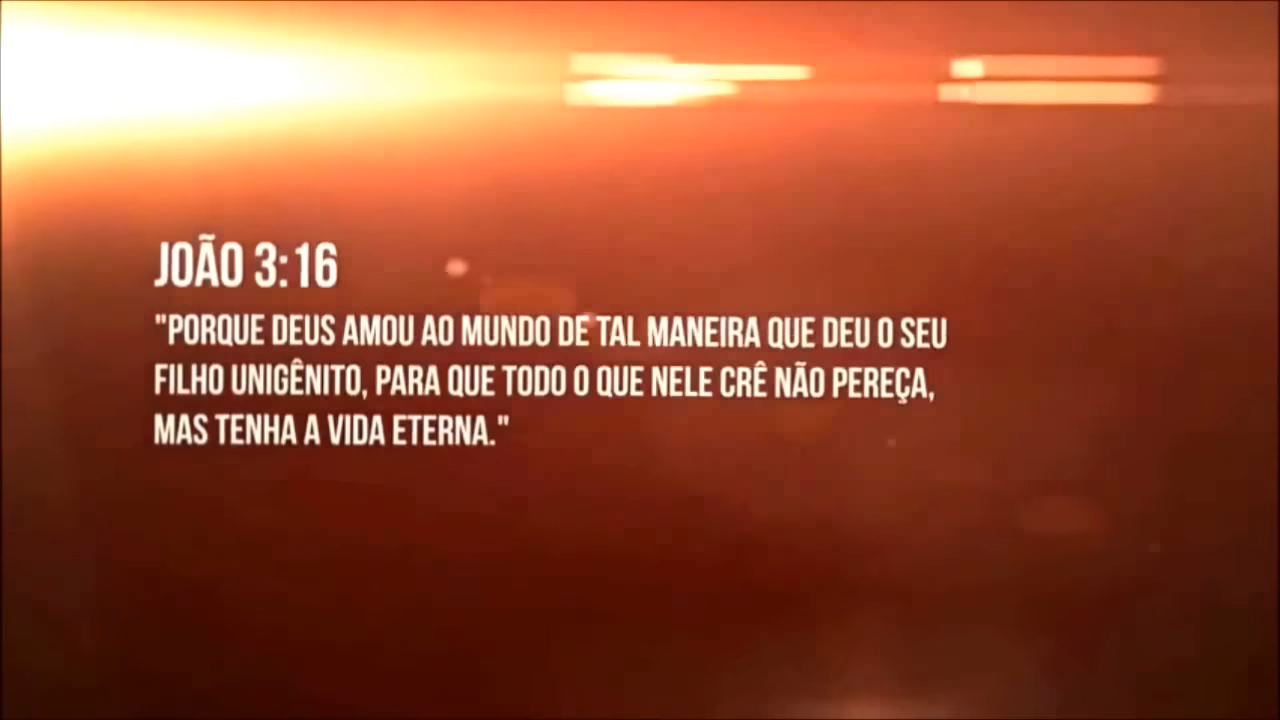 JOÃO 3:16
"PORQUE DEUS AMOU AO MUNDO DE TAL MANEIRA QUE DEU O SEU
FILHO UNIGÊNITO, PARA QUE TODO O QUE NELE CRÊ NÃO PEREÇA,
MAS TENHA A VIDA ETERNA."